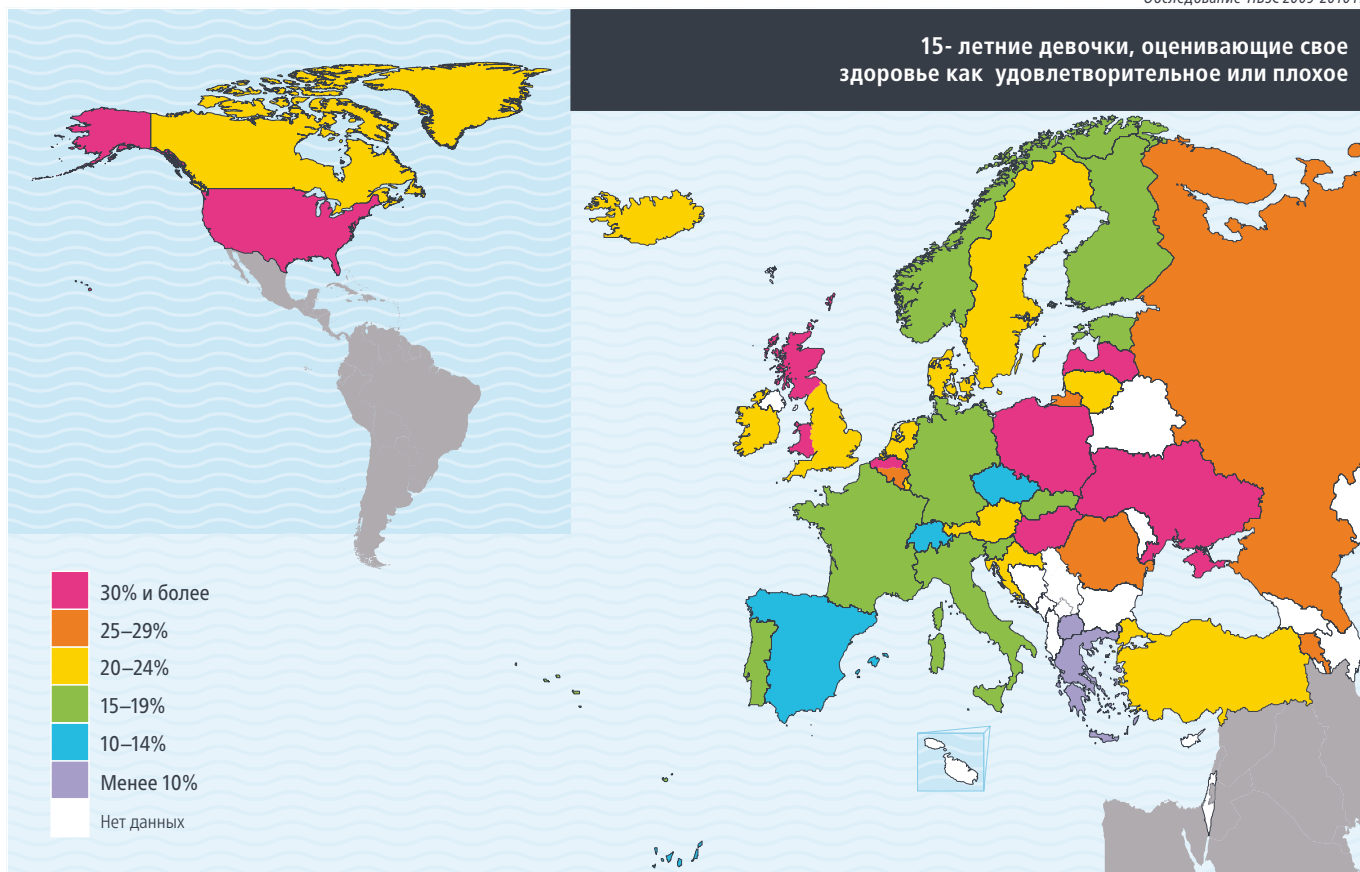 15- летние девочки, оценивающие свое
здоровье как удовлетворительное или плохое
30% и более
25–29%
20–24%
15–19%
10–14%
Менее 10%
Нет данных